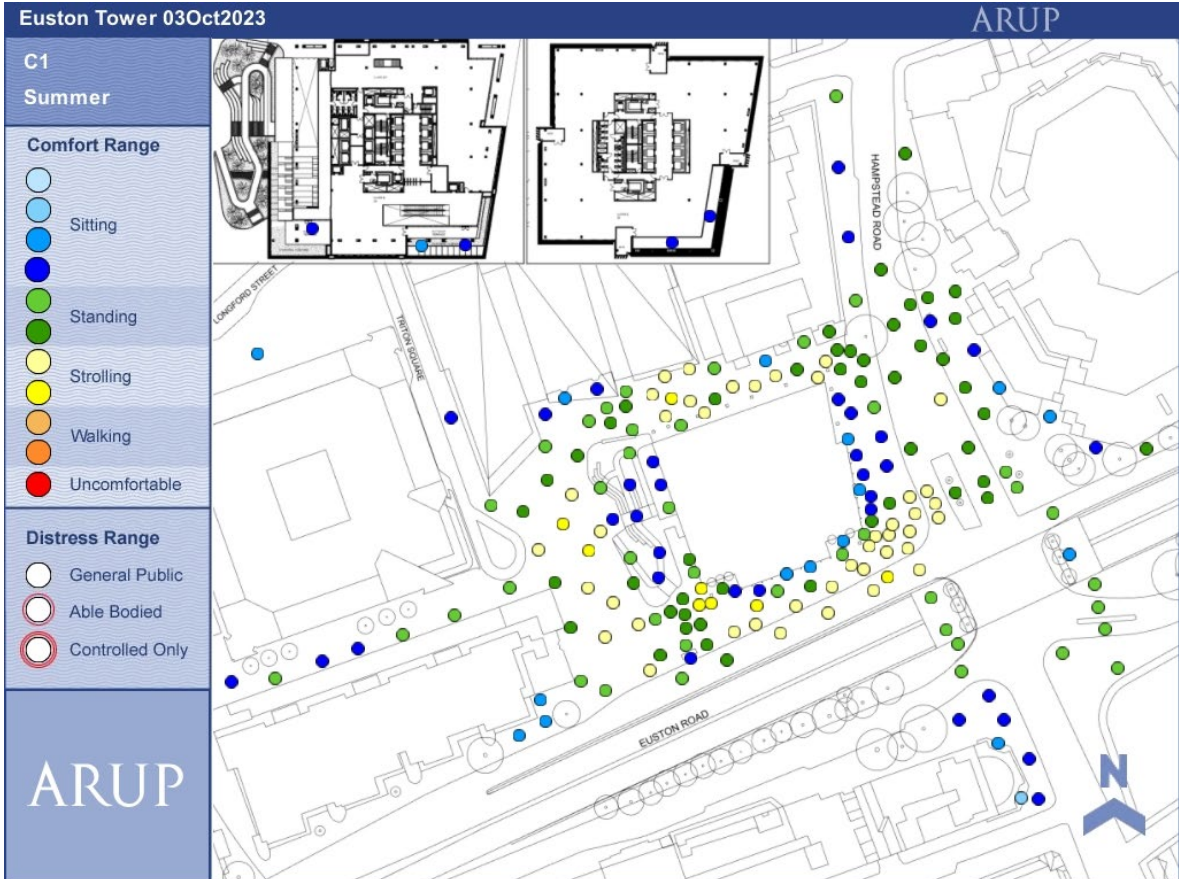 Euston Tower 03Oct2023
ARUP
C1
Summer
Comfort Range
Sitting
Standing
Strolling
Walking
Uncomfortable
Distress Range
General Public
Able Bodied
Controlled Only
ARUP
LONGFORD STREET
TRITON SQUARE
HAMPSTEAD ROAD
EUSTON ROAD
N